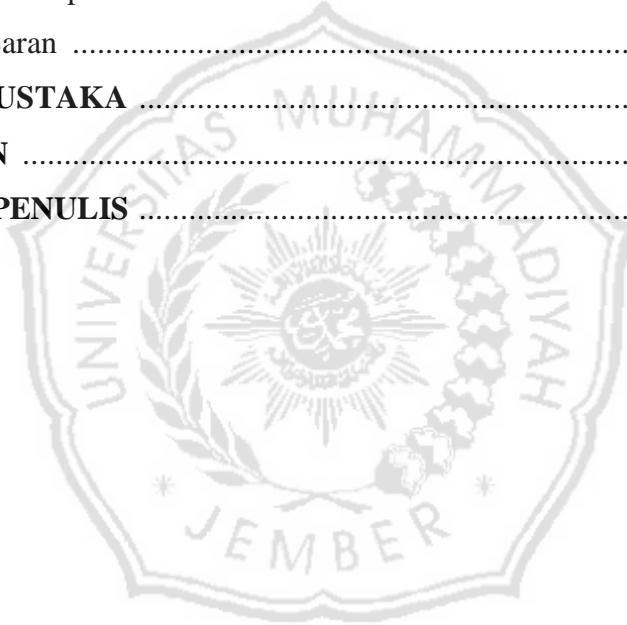 aran ......................................................................................
USTAKA ..........................................................................
N .........................................................................................
PENULIS ..........................................................................
UNIVERSITAS MUHAMMADIYAH
* JEMBER *